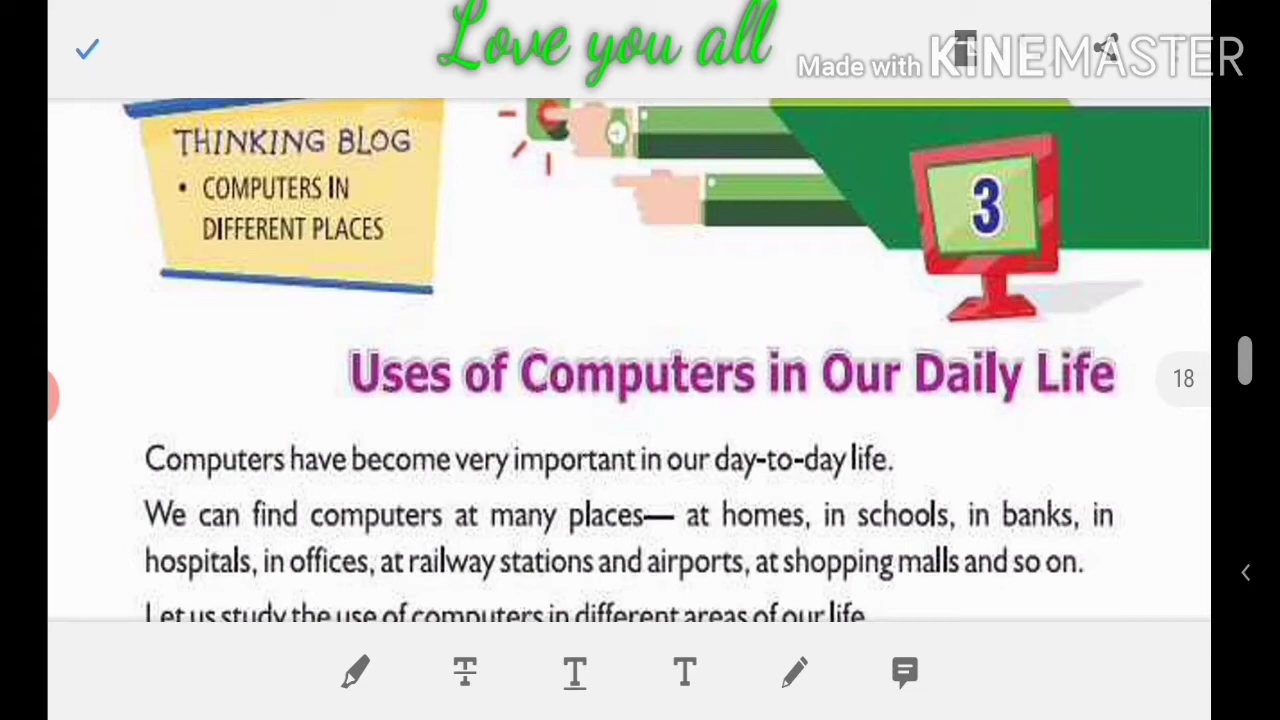 Love you all
Made with KINEMASTER
THINKING BLOG
• COMPUTERS IN
DIFFERENT PLACES
3
Uses of Computers in Our Daily Life
18
Computers have become very important in our day-to-day life.
We can find computers at many places— at homes, in schools, in banks, in
hospitals, in offices, at railway stations and airports, at shopping malls and so on.
Let us study the use of computers in different areas of our life.
T
T
T